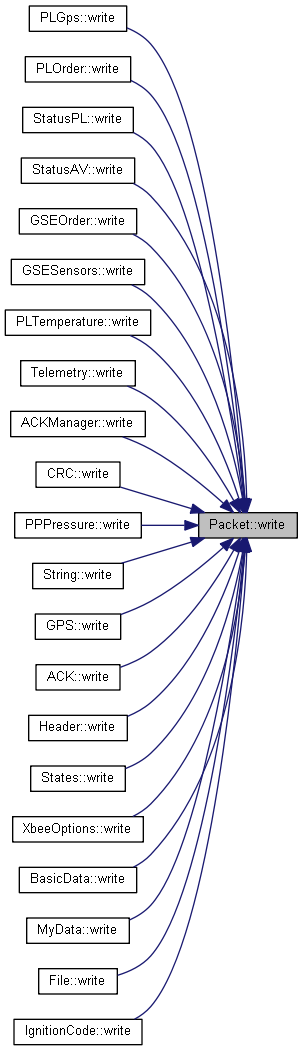 PLGps::write
PLOrder::write
StatusPL::write
StatusAV::write
GSEOrder::write
GSESensors::write
PLTemperature::write
Telemetry::write
ACKManager::write
CRC::write
Packet::write
PPPressure::write
String::write
GPS::write
ACK::write
Header::write
States::write
XbeeOptions::write
BasicData::write
MyData::write
File::write
IgnitionCode::write